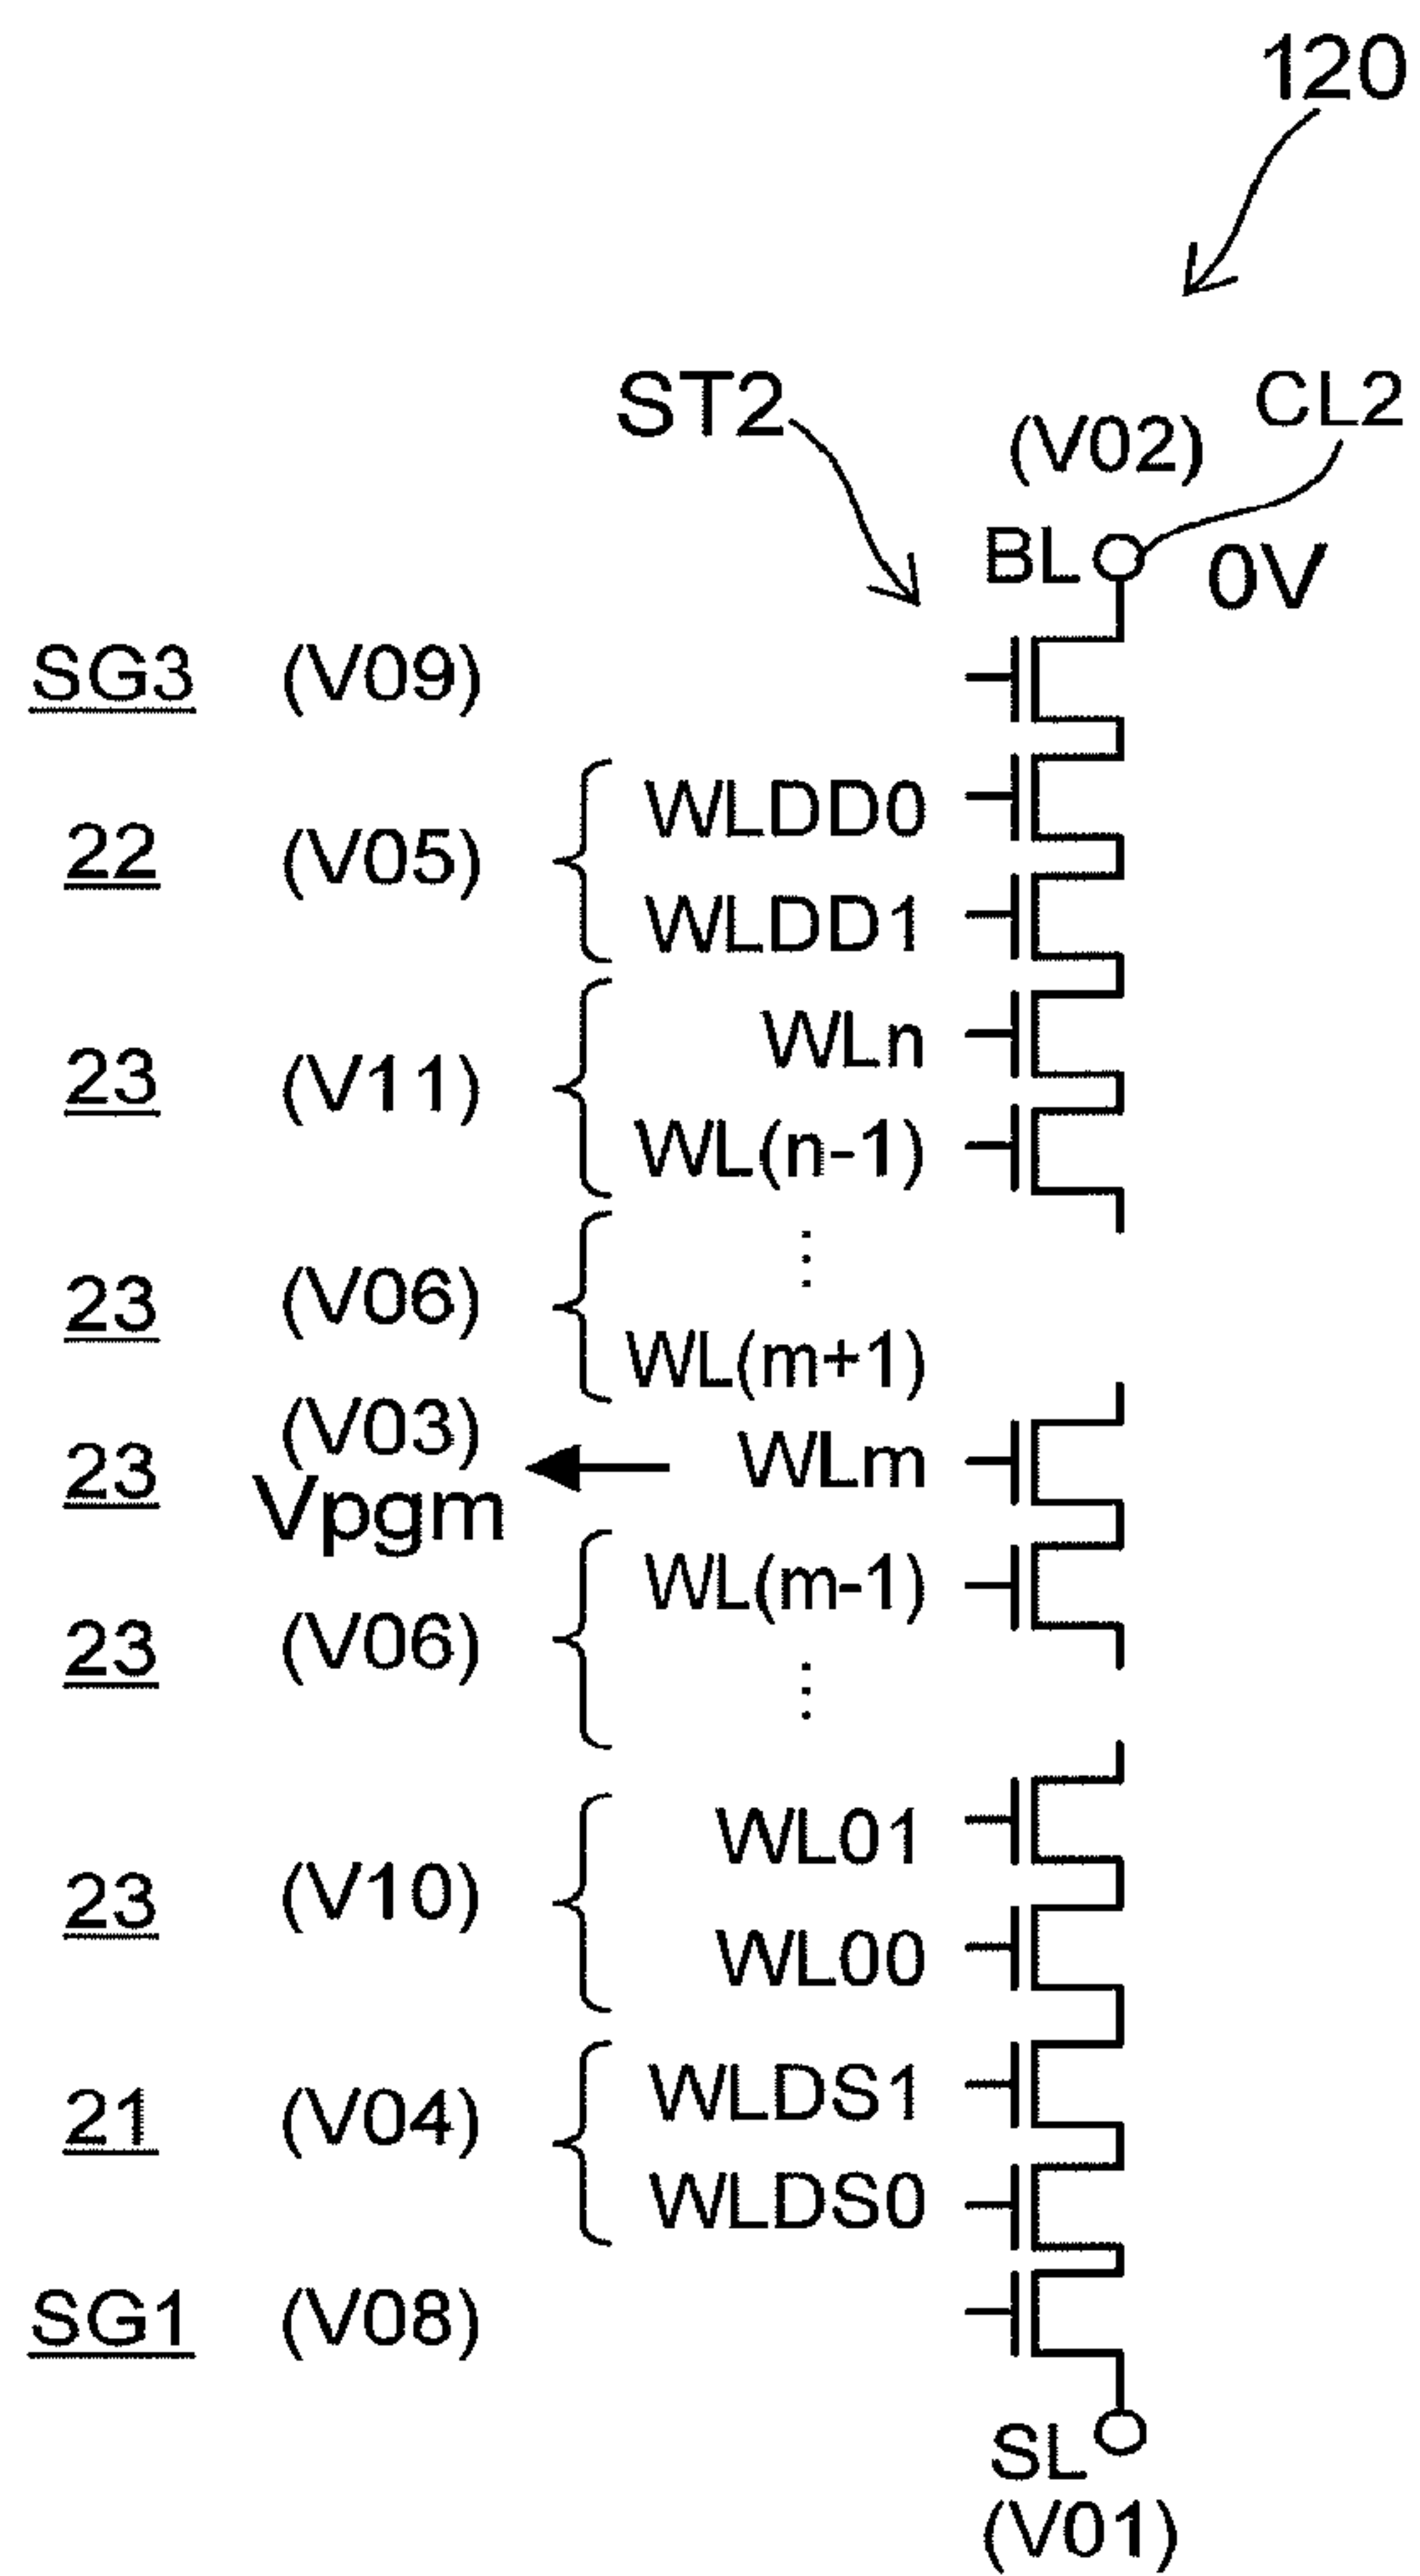 120
ST2
CL2
(V02)
BL
0V
SG3 (V09)
WLDD0
22 (V05)
WLDD1
WLn
23 (V11)
WL(n-1)
⋮
23 (V06)
WL(m+1)
(V03)
23 WLm
Vpgm
WL(m-1)
23 (V06)
⋮
WL01
23 (V10)
WL00
WLDS1
21 (V04)
WLDS0
SG1 (V08)
SL
(V01)